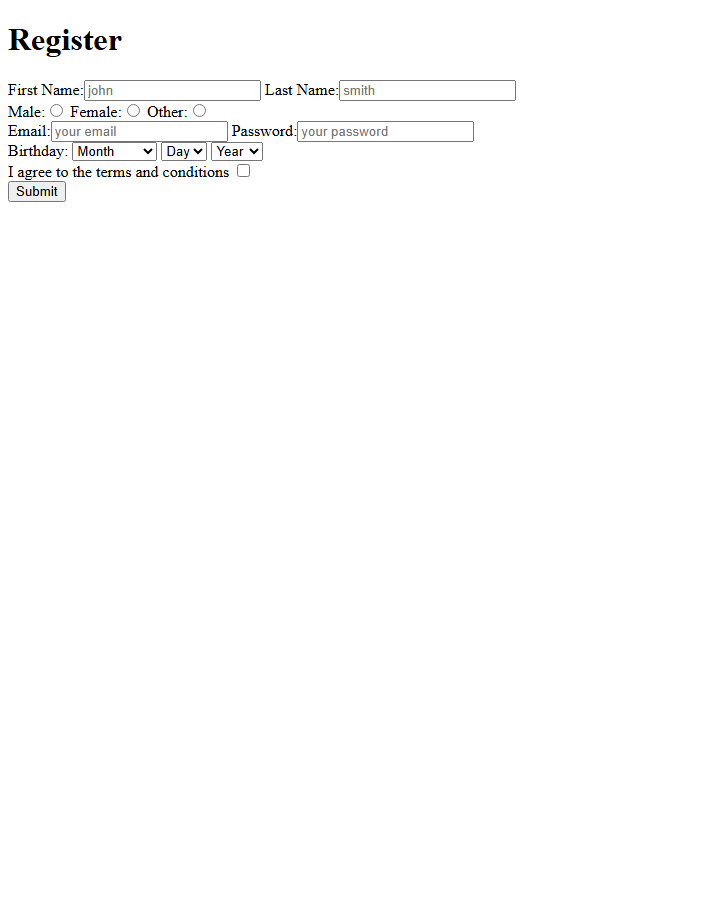 Register
First Name: john Last Name: smith
Male: Female: Other:
Email: your email Password: your password
Birthday: Month Day Year
I agree to the terms and conditions
Submit